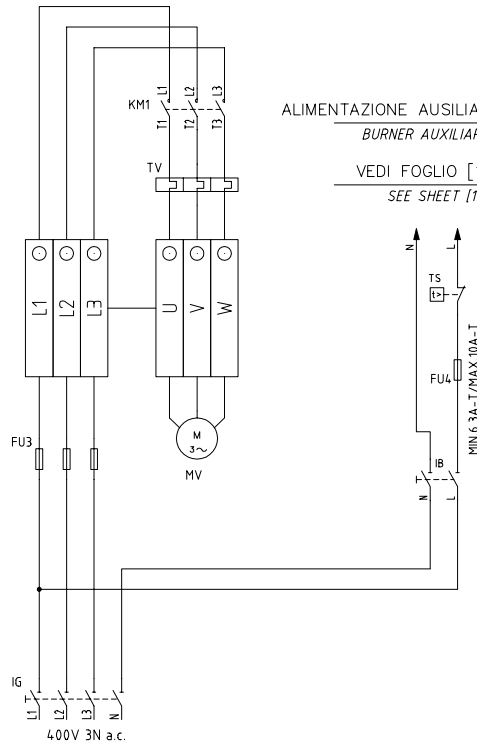 L1 L2 L3
KM1
T1 T2 T3
ALIMENTAZIONE AUSILIA
BURNER AUXILIAR
TV
VEDI FOGLIO [1
SEE SHEET [1
N L
L1 L2 L3 U V W
TS
t>
FU4
MIN 6.3A-T/MAX 10A-T
FU3
M
3~
MV
IB
N L
IG
L1 L2 L3 N
400V 3N a.c.